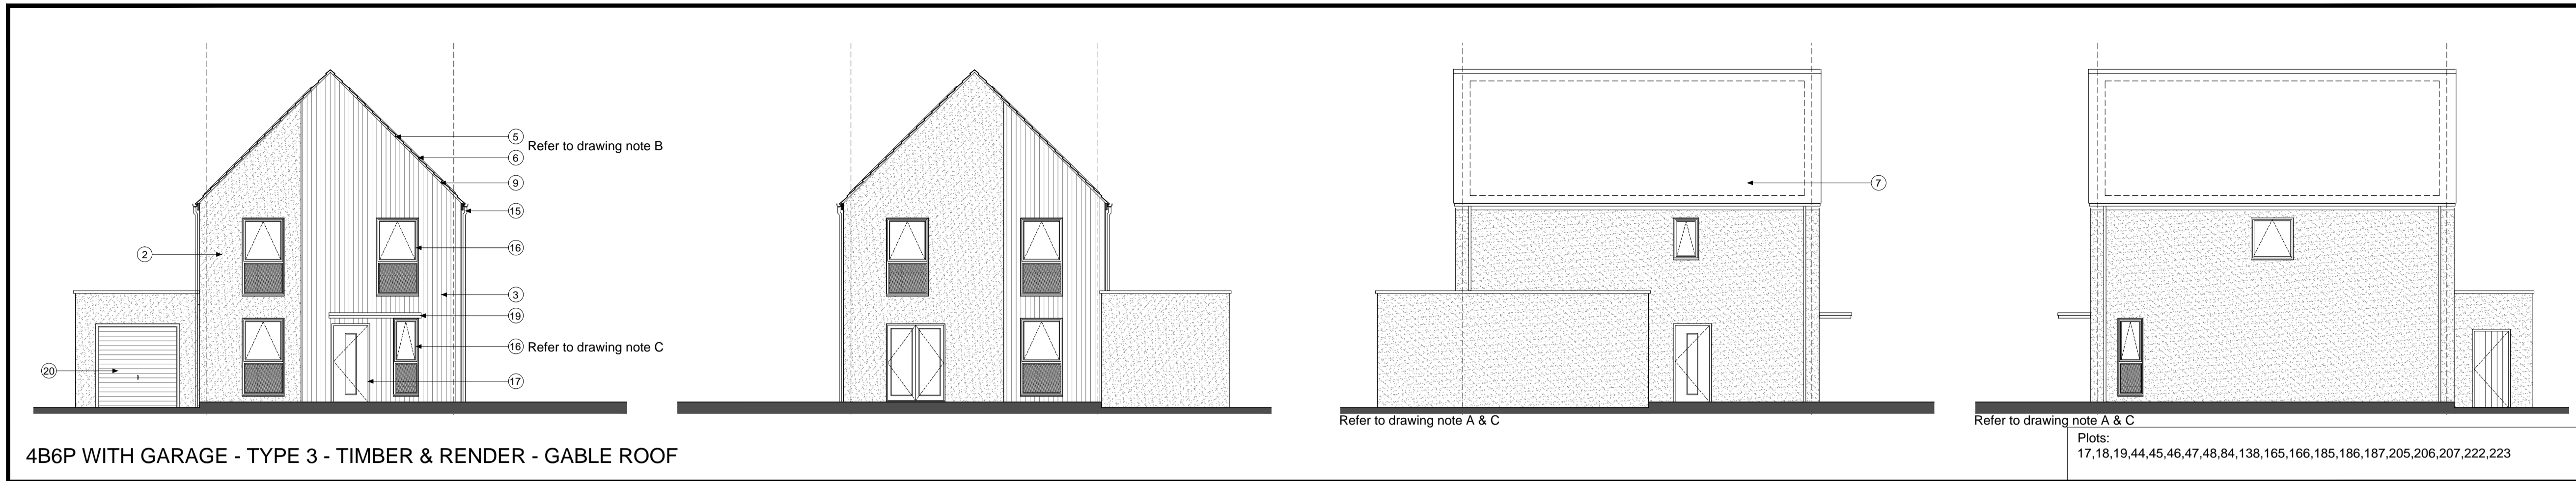 5
Refer to drawing note B
6
9
15
2
16
3
19
16 Refer to drawing note C
20
17
7
Refer to drawing note A & C
Refer to drawing note A & C
4B6P WITH GARAGE - TYPE 3 - TIMBER & RENDER - GABLE ROOF
Plots:
17,18,19,44,45,46,47,48,84,138,165,166,185,186,187,205,206,207,222,223